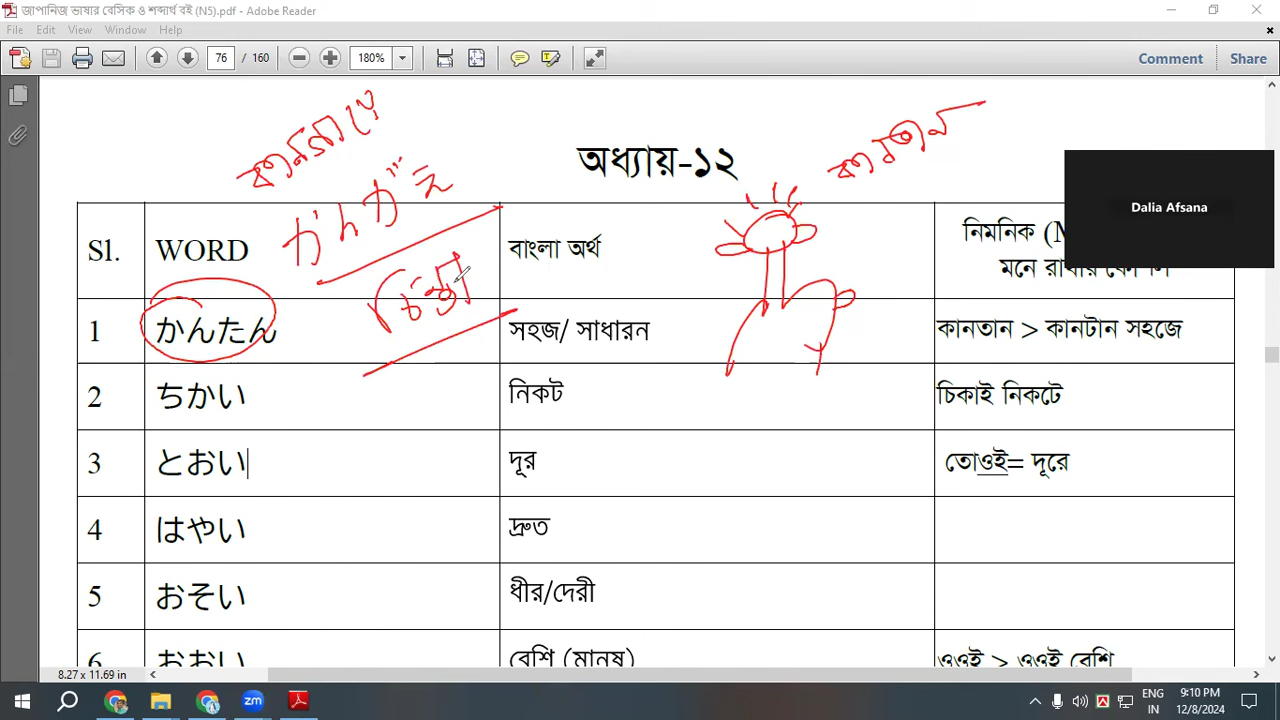 জাপানিজ ভাষার বেসিক ও শব্দার্থ বই (N5).pdf - Adobe Reader
File Edit View Window Help
76 / 160 180% Comment Share
অধ্যায়-১২
Dalia Afsana
かんがえ
চিন্তা
Sl. WORD বাংলা অর্থ নিমনিক
মনে রাখার
1 かんたん সহজ/ সাধারন কানতান > কানটান সহজে
2 ちかい নিকট চিকাই নিকটে
3 とおい দূর তোওই= দূরে
4 はやい দ্রুত
5 おそい ধীর/দেরী
6 おおい বেশি (মানুষ) ওওই > ওওই বেশি
8.27 x 11.69 in
zm
ENG 9:10 PM
IN 12/8/2024